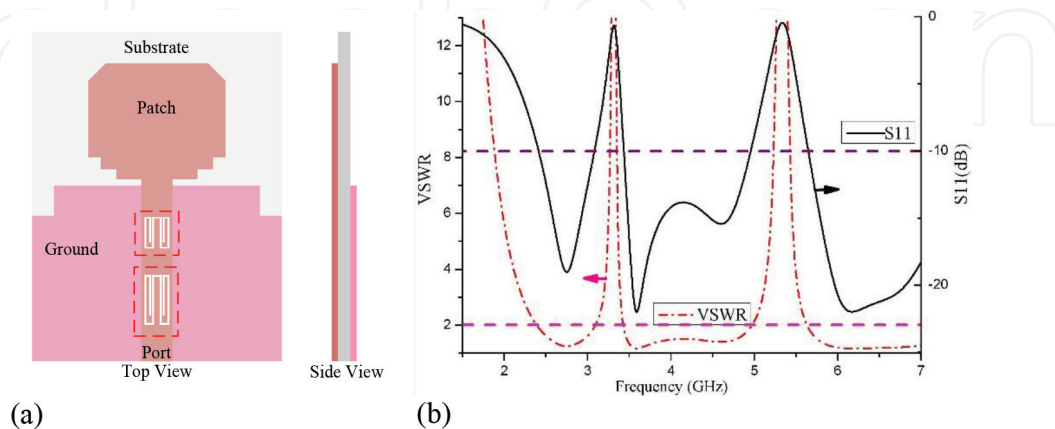 Substrate
Patch
Ground
Port
Top View
Side View
(a)
VSWR
12
10
8
6
4
2
2
3
4
5
6
7
Frequency (GHz)
0
-10
-20
S11(dB)
S11
VSWR
(b)